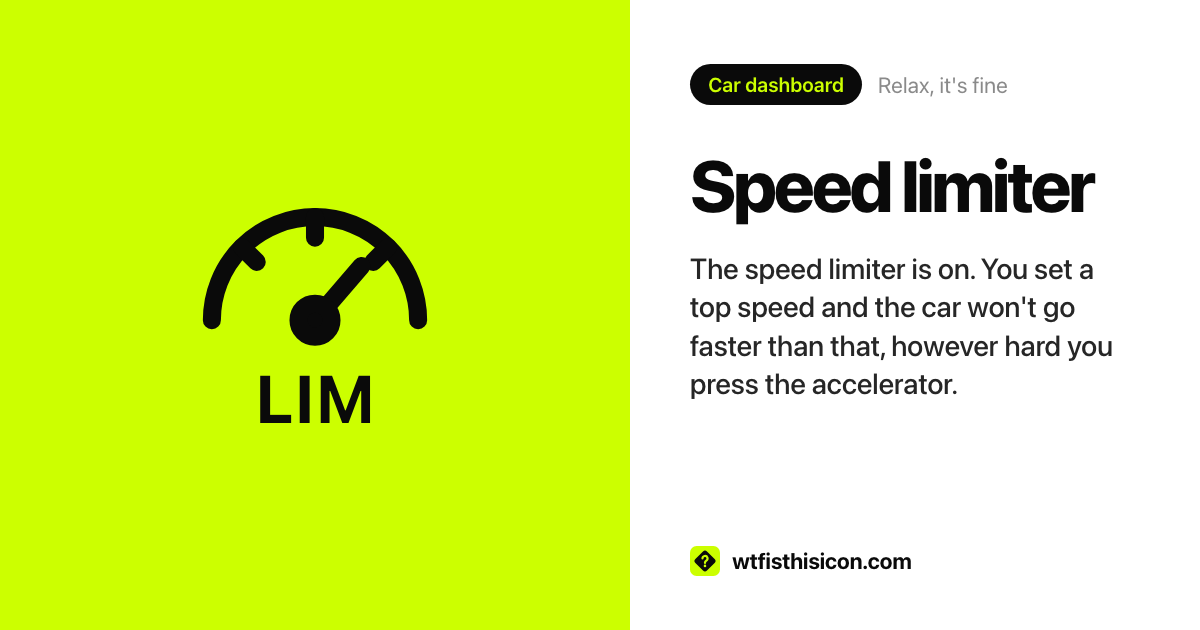 LIM
Car dashboard
Relax, it's fine
Speed limiter
The speed limiter is on. You set a
top speed and the car won't go
faster than that, however hard you
press the accelerator.
?
wtfisthisicon.com